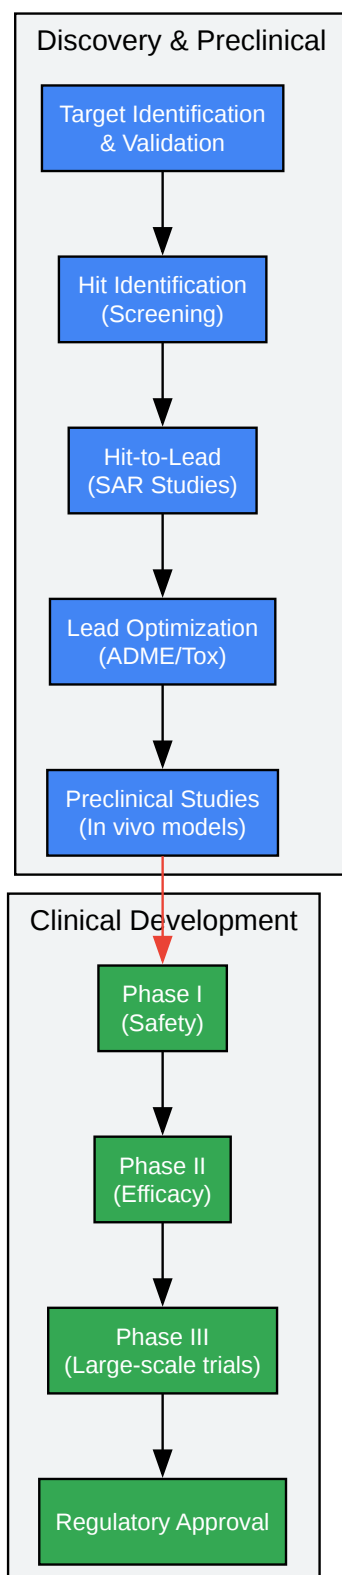 Discovery & Preclinical
Target Identification
& Validation
Hit Identification
(Screening)
Hit-to-Lead
(SAR Studies)
Lead Optimization
(ADME/Tox)
Preclinical Studies
(In vivo models)
Clinical Development
Phase I
(Safety)
Phase II
(Efficacy)
Phase III
(Large-scale trials)
Regulatory Approval